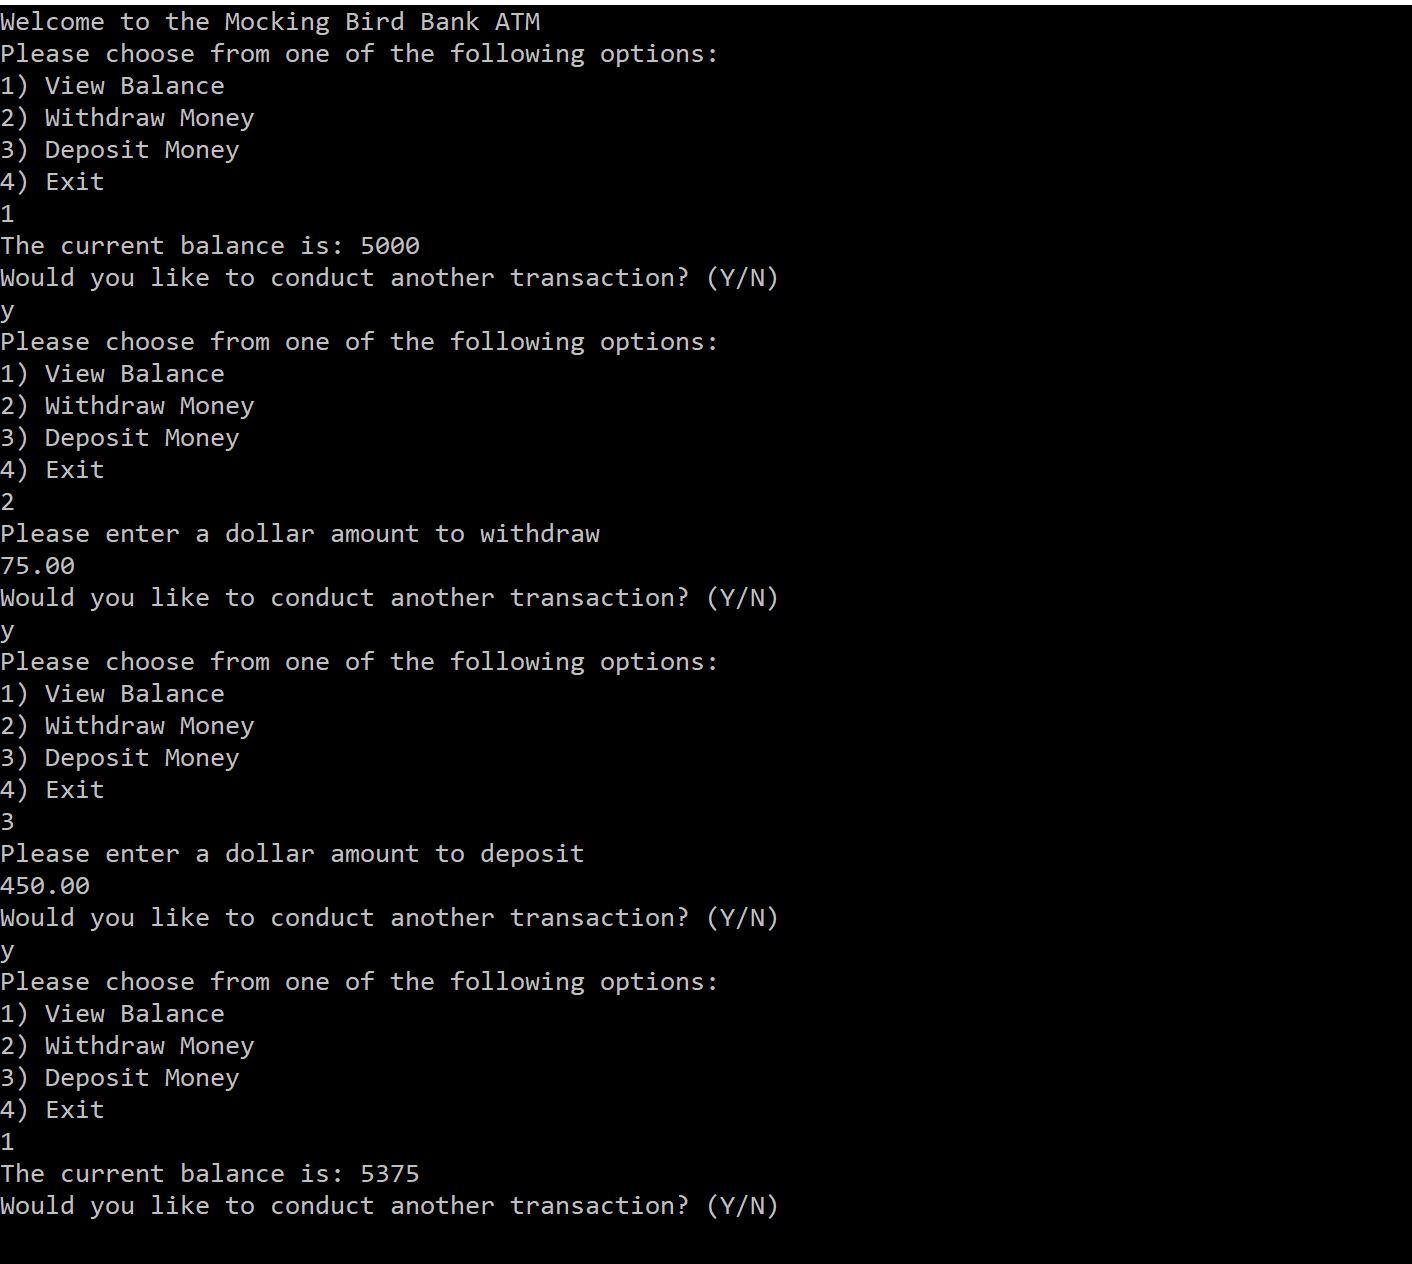 Welcome to the Mocking Bird Bank ATM
Please choose from one of the following options:
1) View Balance
2) Withdraw Money
3) Deposit Money
4) Exit
1
The current balance is: 5000
Would you like to conduct another transaction? (Y/N)
y
Please choose from one of the following options:
1) View Balance
2) Withdraw Money
3) Deposit Money
4) Exit
2
Please enter a dollar amount to withdraw
75.00
Would you like to conduct another transaction? (Y/N)
y
Please choose from one of the following options:
1) View Balance
2) Withdraw Money
3) Deposit Money
4) Exit
3
Please enter a dollar amount to deposit
450.00
Would you like to conduct another transaction? (Y/N)
y
Please choose from one of the following options:
1) View Balance
2) Withdraw Money
3) Deposit Money
4) Exit
1
The current balance is: 5375
Would you like to conduct another transaction? (Y/N)